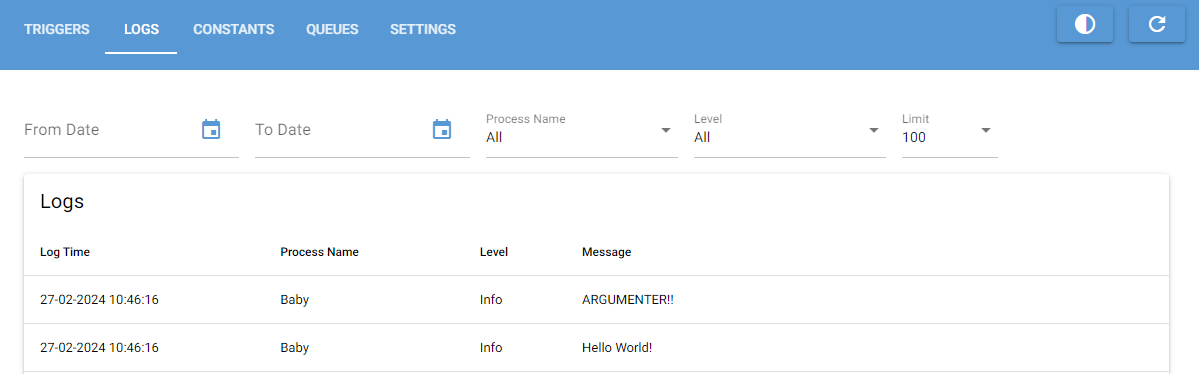 TRIGGERS LOGS CONSTANTS QUEUES SETTINGS
From Date To Date Process Name All Level All Limit 100
Logs
Log Time Process Name Level Message
27-02-2024 10:46:16 Baby Info ARGUMENTER!!
27-02-2024 10:46:16 Baby Info Hello World!